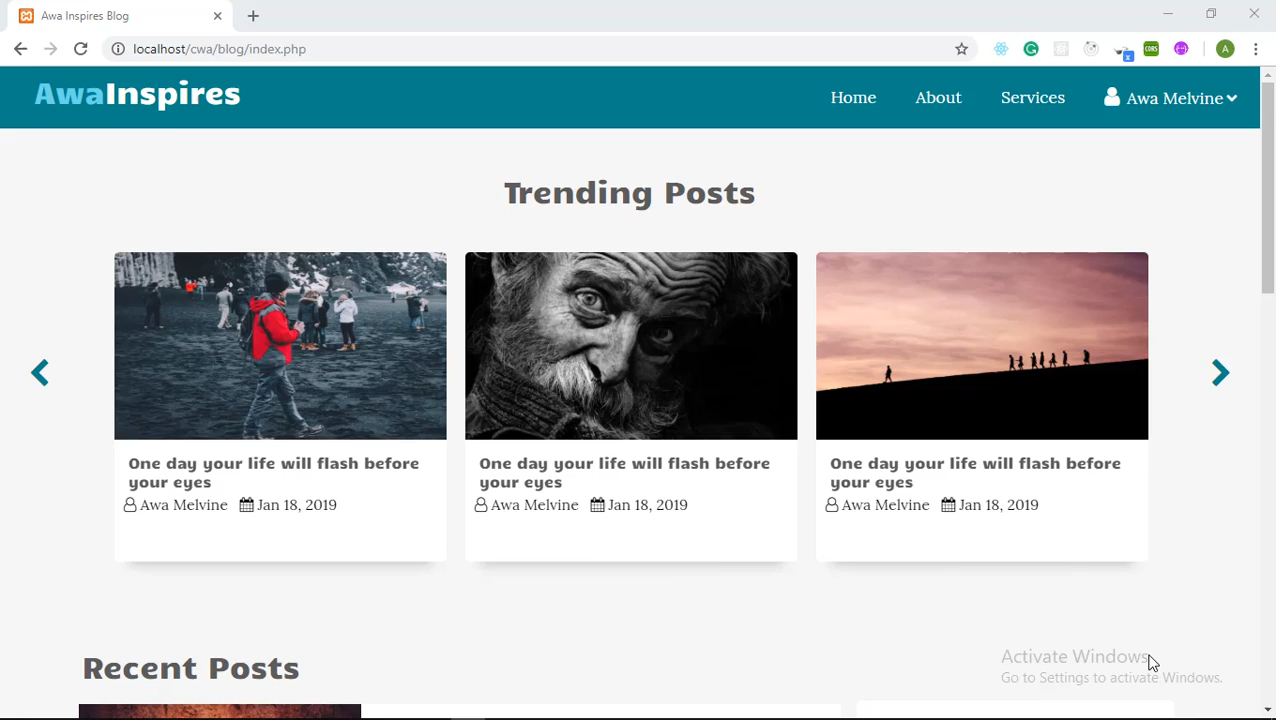 Awa Inspires Blog
localhost/cwa/blog/index.php
A
AwaInspires
Home About Services Awa Melvine
Trending Posts
One day your life will flash before
your eyes
Awa Melvine Jan 18, 2019
One day your life will flash before
your eyes
Awa Melvine Jan 18, 2019
One day your life will flash before
your eyes
Awa Melvine Jan 18, 2019
Recent Posts
Activate Windows
Go to Settings to activate Windows.